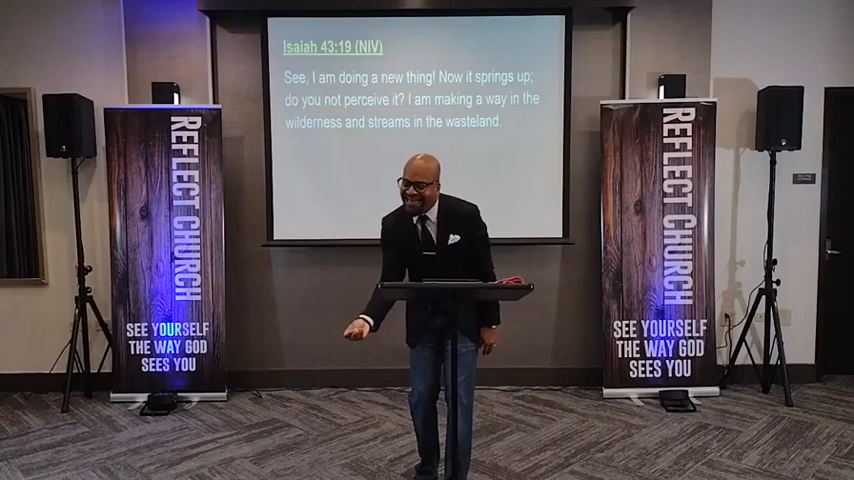 Isaiah 43:19 (NIV)
See, I am doing a new thing! Now it springs up;
do you not perceive it? I am making a way in the
wilderness and streams in the wasteland.
REFLECT CHURCH
SEE YOURSELF
THE WAY GOD
SEES YOU
REFLECT CHURCH
SEE YOURSELF
THE WAY GOD
SEES YOU